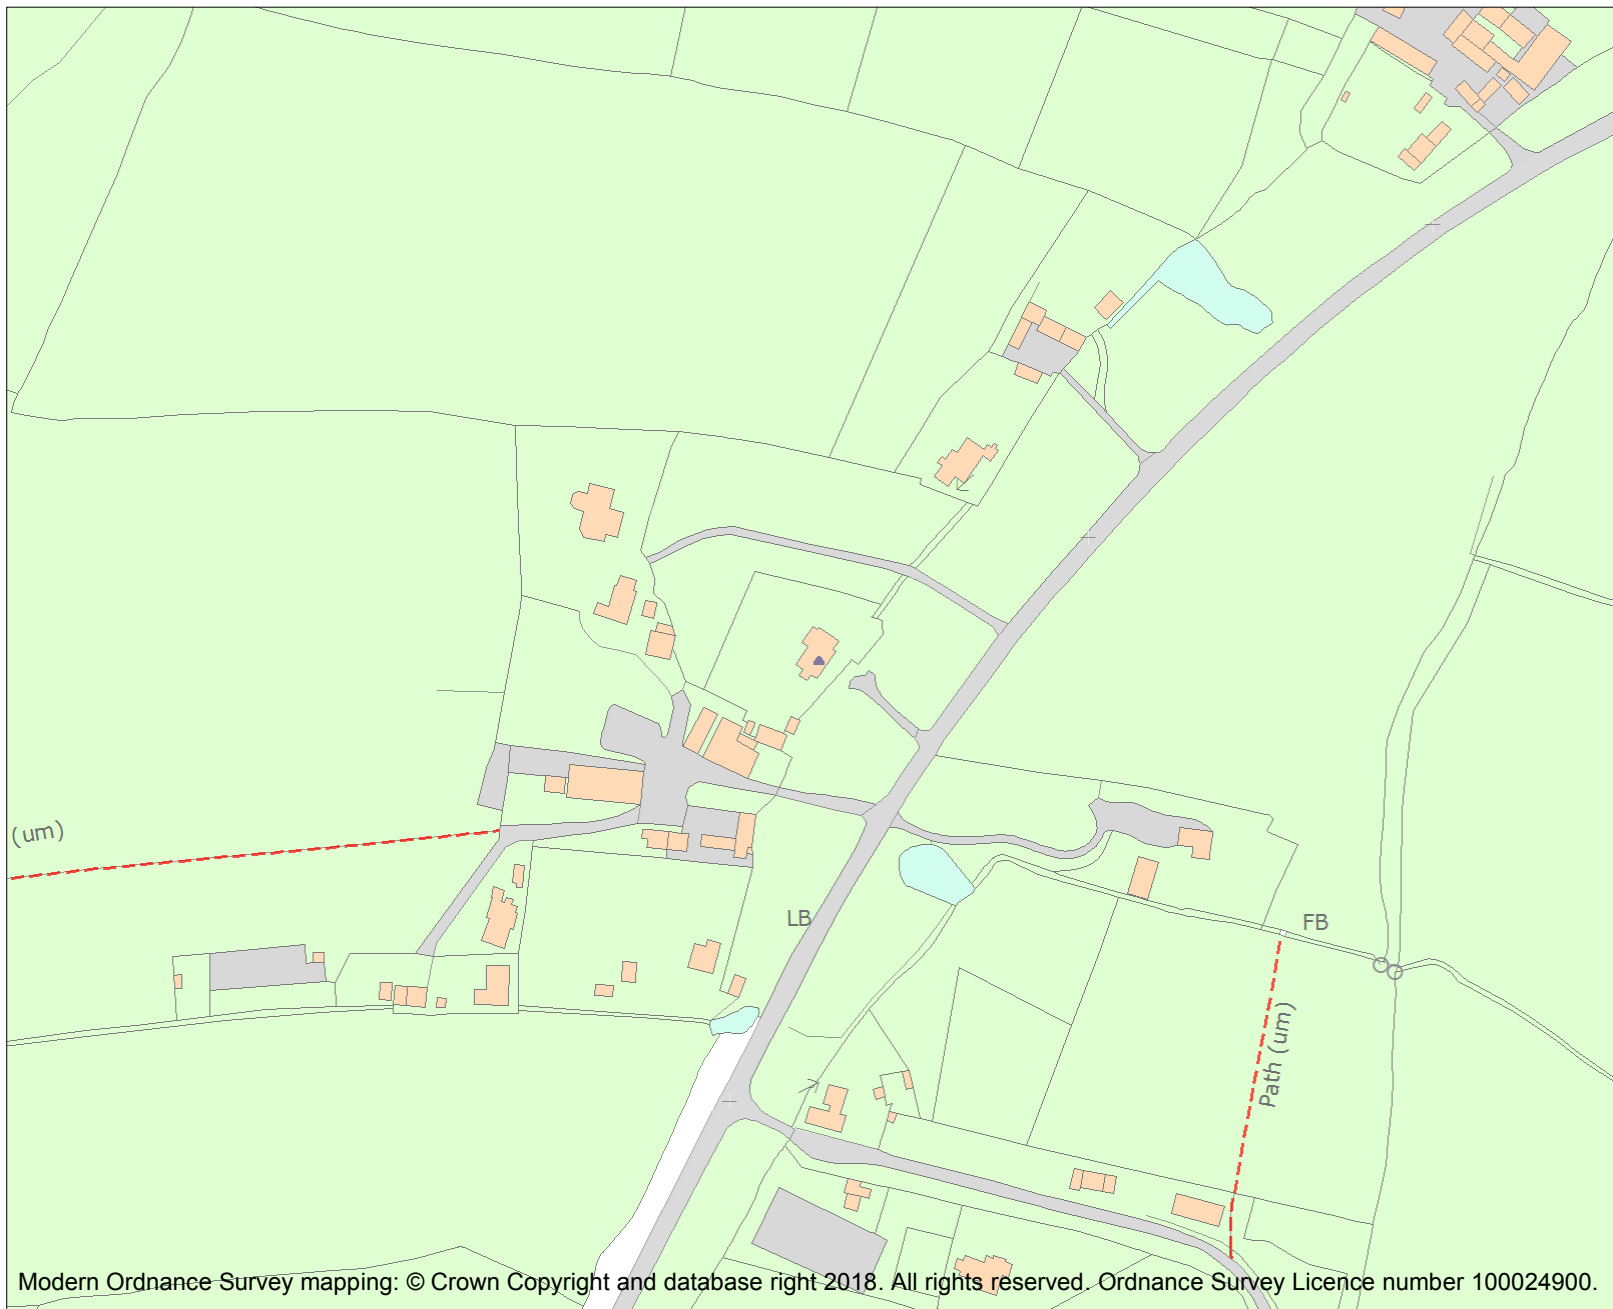 (um)
LB
FB
Path (um)
Modern Ordnance Survey mapping: © Crown Copyright and database right 2018. All rights reserved. Ordnance Survey Licence number 100024900.